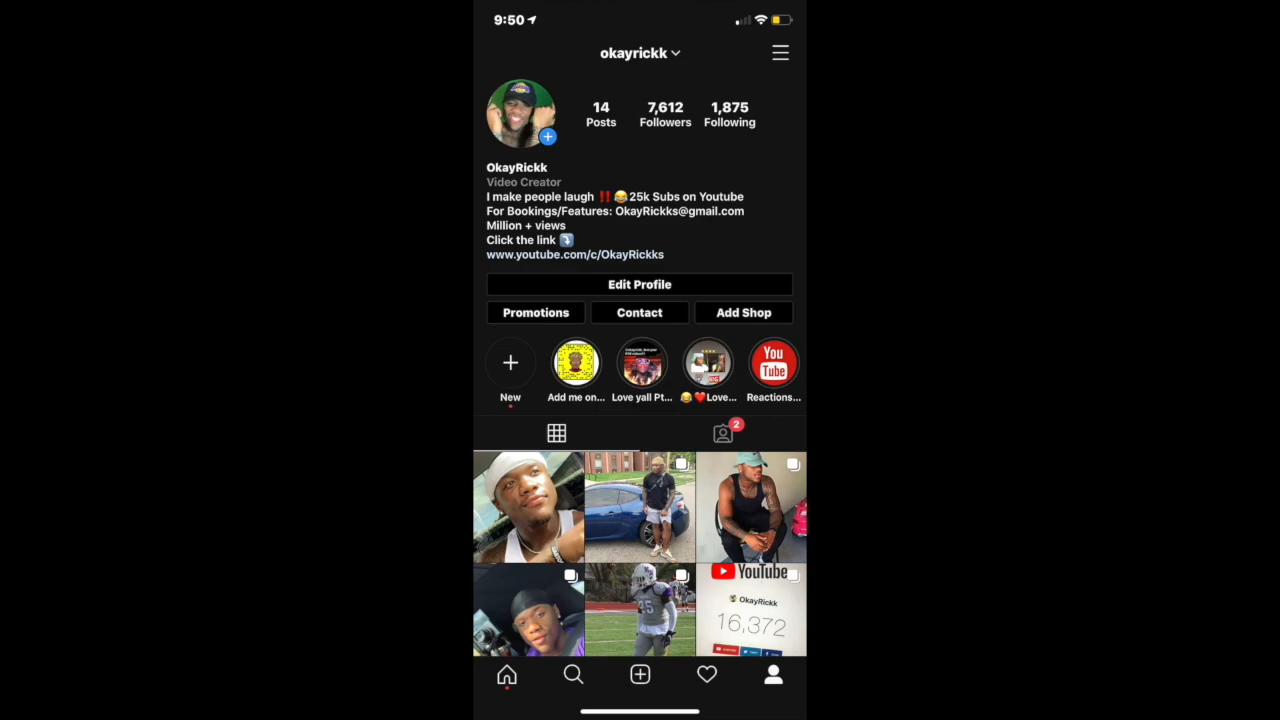 9:50
okayrickk
14
7,612
1,875
Posts
Followers
Following
OkayRickk
Video Creator
I make people laugh ‼️😂25k Subs on Youtube
For Bookings/Features: OkayRickks@gmail.com
Million + views
Click the link ⤵️
www.youtube.com/c/OkayRickks
Edit Profile
Promotions
Contact
Add Shop
You
Tube
New
Add me on...
Love yall Pt...
😂❤️Love...
Reactions...
2
YouTube
OkayRickk
16,372